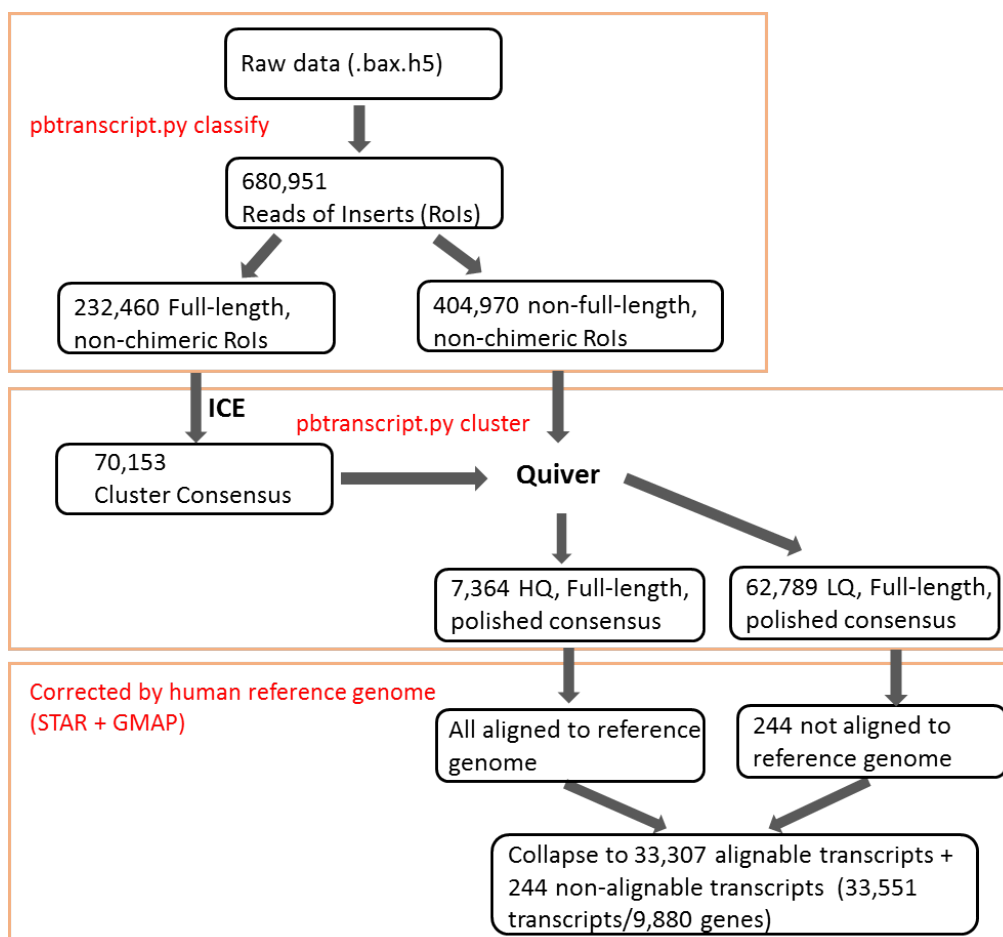 Raw data (.bax.h5)
pbtranscript.py classify
680,951
Reads of Inserts (RoIs)
232,460 Full-length,
non-chimeric RoIs
404,970 non-full-length,
non-chimeric RoIs
ICE
pbtranscript.py cluster
70,153
Cluster Consensus
Quiver
7,364 HQ, Full-length,
polished consensus
62,789 LQ, Full-length,
polished consensus
Corrected by human reference genome
(STAR + GMAP)
All aligned to reference
genome
244 not aligned to
reference genome
Collapse to 33,307 alignable transcripts +
244 non-alignable transcripts (33,551
transcripts/9,880 genes)